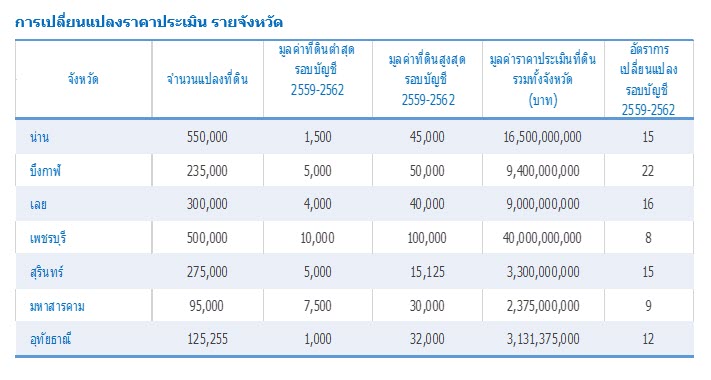 การเปลี่ยนแปลงราคาประเมิน รายจังหวัด
จังหวัด จำนวนแปลงที่ดิน มูลค่าที่ดินต่ำสุด รอบบัญชี 2559-2562 มูลค่าที่ดินสูงสุด รอบบัญชี 2559-2562 มูลค่าราคาประเมินที่ดิน รวมทั้งจังหวัด (บาท) อัตราการ เปลี่ยนแปลง รอบบัญชี 2559-2562
น่าน 550,000 1,500 45,000 16,500,000,000 15
บึงกาฬ 235,000 5,000 50,000 9,400,000,000 22
เลย 300,000 4,000 40,000 9,000,000,000 16
เพชรบุรี 500,000 10,000 100,000 40,000,000,000 8
สุรินทร์ 275,000 5,000 15,125 3,300,000,000 15
มหาสารคาม 95,000 7,500 30,000 2,375,000,000 9
อุทัยธาณี 125,255 1,000 32,000 3,131,375,000 12